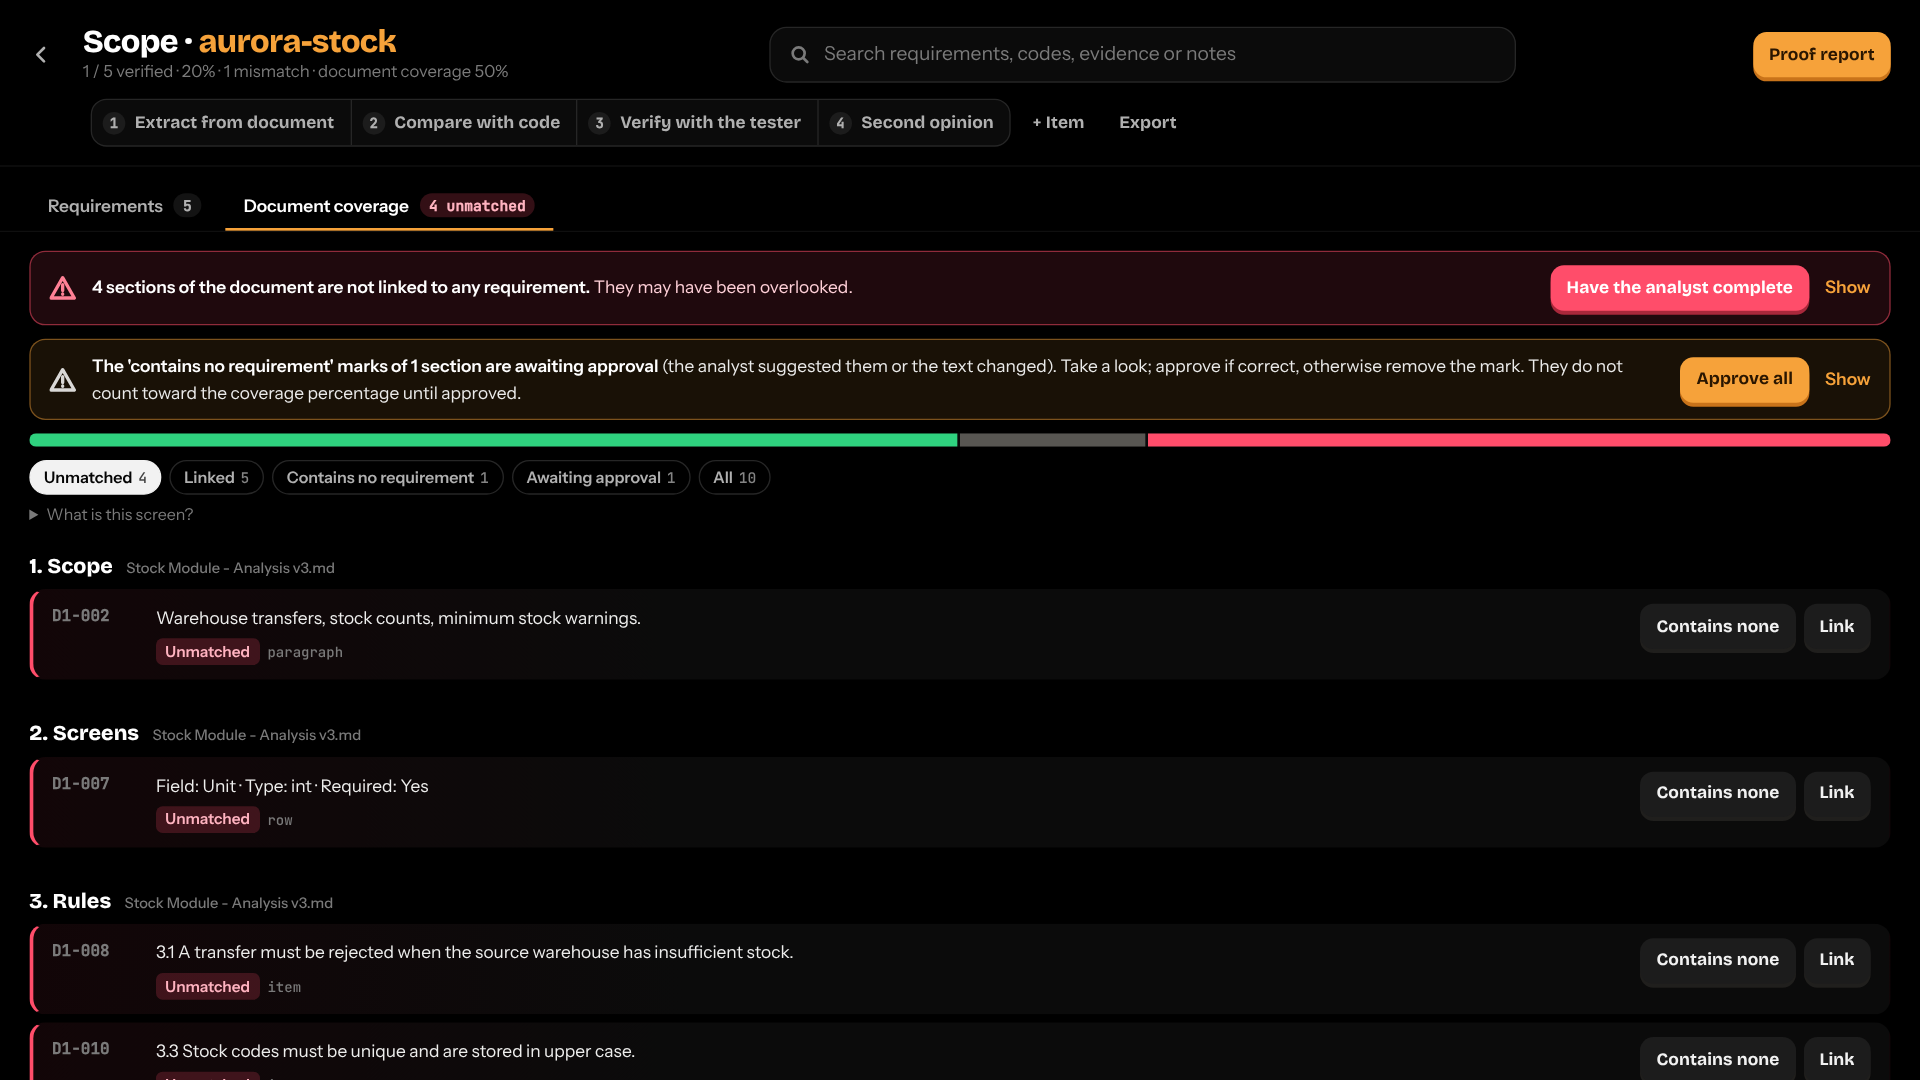 Scope · aurora-stock
1 / 5 verified · 20% · 1 mismatch · document coverage 50%
Search requirements, codes, evidence or notes
Proof report
1 Extract from document
2 Compare with code
3 Verify with the tester
4 Second opinion
+ Item
Export
Requirements 5
Document coverage 4 unmatched
4 sections of the document are not linked to any requirement. They may have been overlooked.
Have the analyst complete
Show
The 'contains no requirement' marks of 1 section are awaiting approval (the analyst suggested them or the text changed). Take a look; approve if correct, otherwise remove the mark. They do not
count toward the coverage percentage until approved.
Approve all
Show
Unmatched 4
Linked 5
Contains no requirement 1
Awaiting approval 1
All 10
What is this screen?
1. Scope Stock Module - Analysis v3.md
D1-002
Warehouse transfers, stock counts, minimum stock warnings.
Unmatched paragraph
Contains none
Link
2. Screens Stock Module - Analysis v3.md
D1-007
Field: Unit · Type: int · Required: Yes
Unmatched row
Contains none
Link
3. Rules Stock Module - Analysis v3.md
D1-008
3.1 A transfer must be rejected when the source warehouse has insufficient stock.
Unmatched item
Contains none
Link
D1-010
3.3 Stock codes must be unique and are stored in upper case.
Contains none
Link